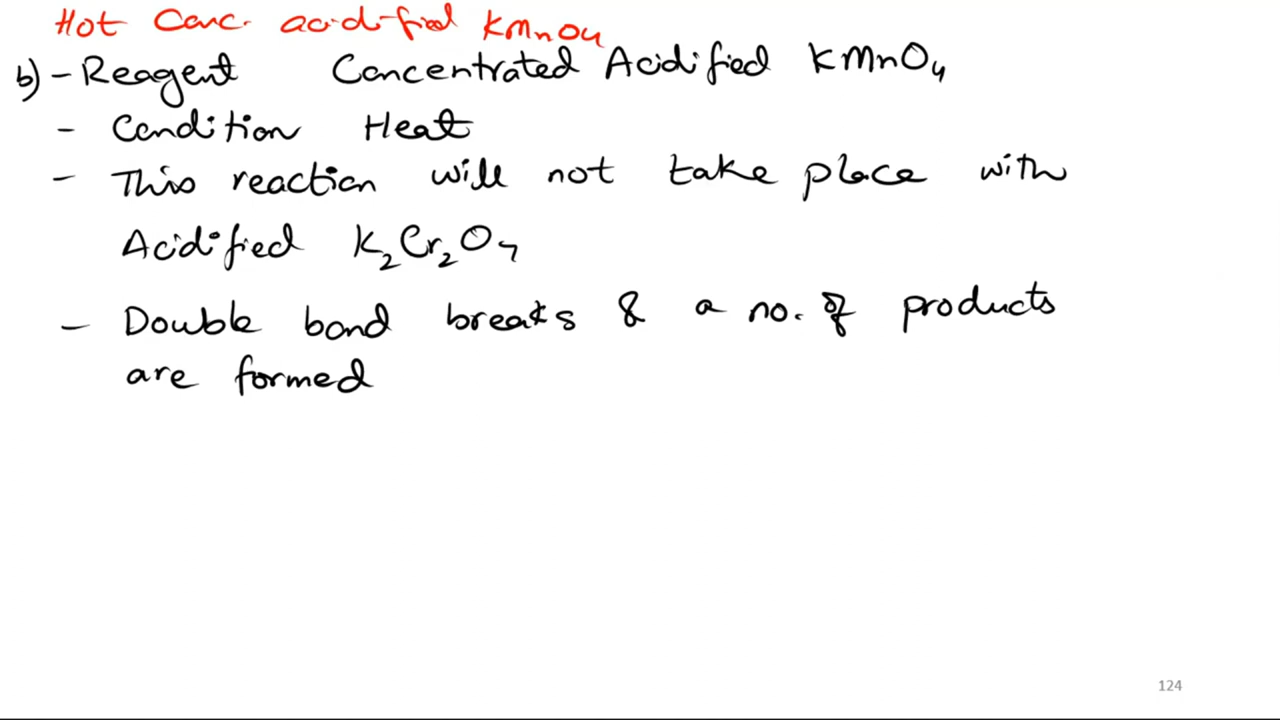 Hot Conc. acidified KMnO4
b) - Reagent Concentrated Acidified KMnO4
- Condition Heat
- This reaction will not take place with
Acidified K2Cr2O7
- Double bond breaks & a no. of products
are formed
124